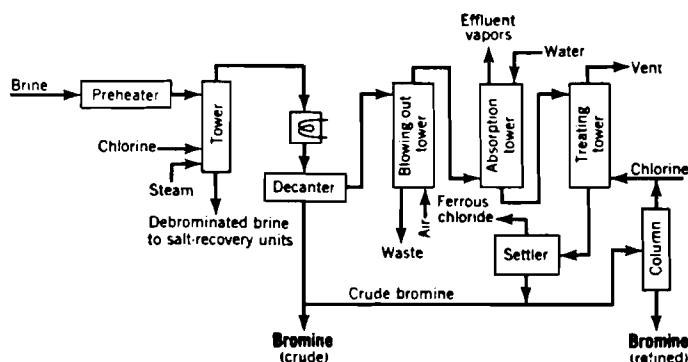 Effluent
vapors
Water
Vent
Brine
Preheater
Tower
Blowing out
tower
Absorption
tower
Treating
tower
Chlorine
Chlorine
Steam
Decanter
Ferrous
chloride
Air
Column
Debrominated brine
to salt-recovery units
Waste
Settler
Crude bromine
Bromine
(crude)
Bromine
(refined)